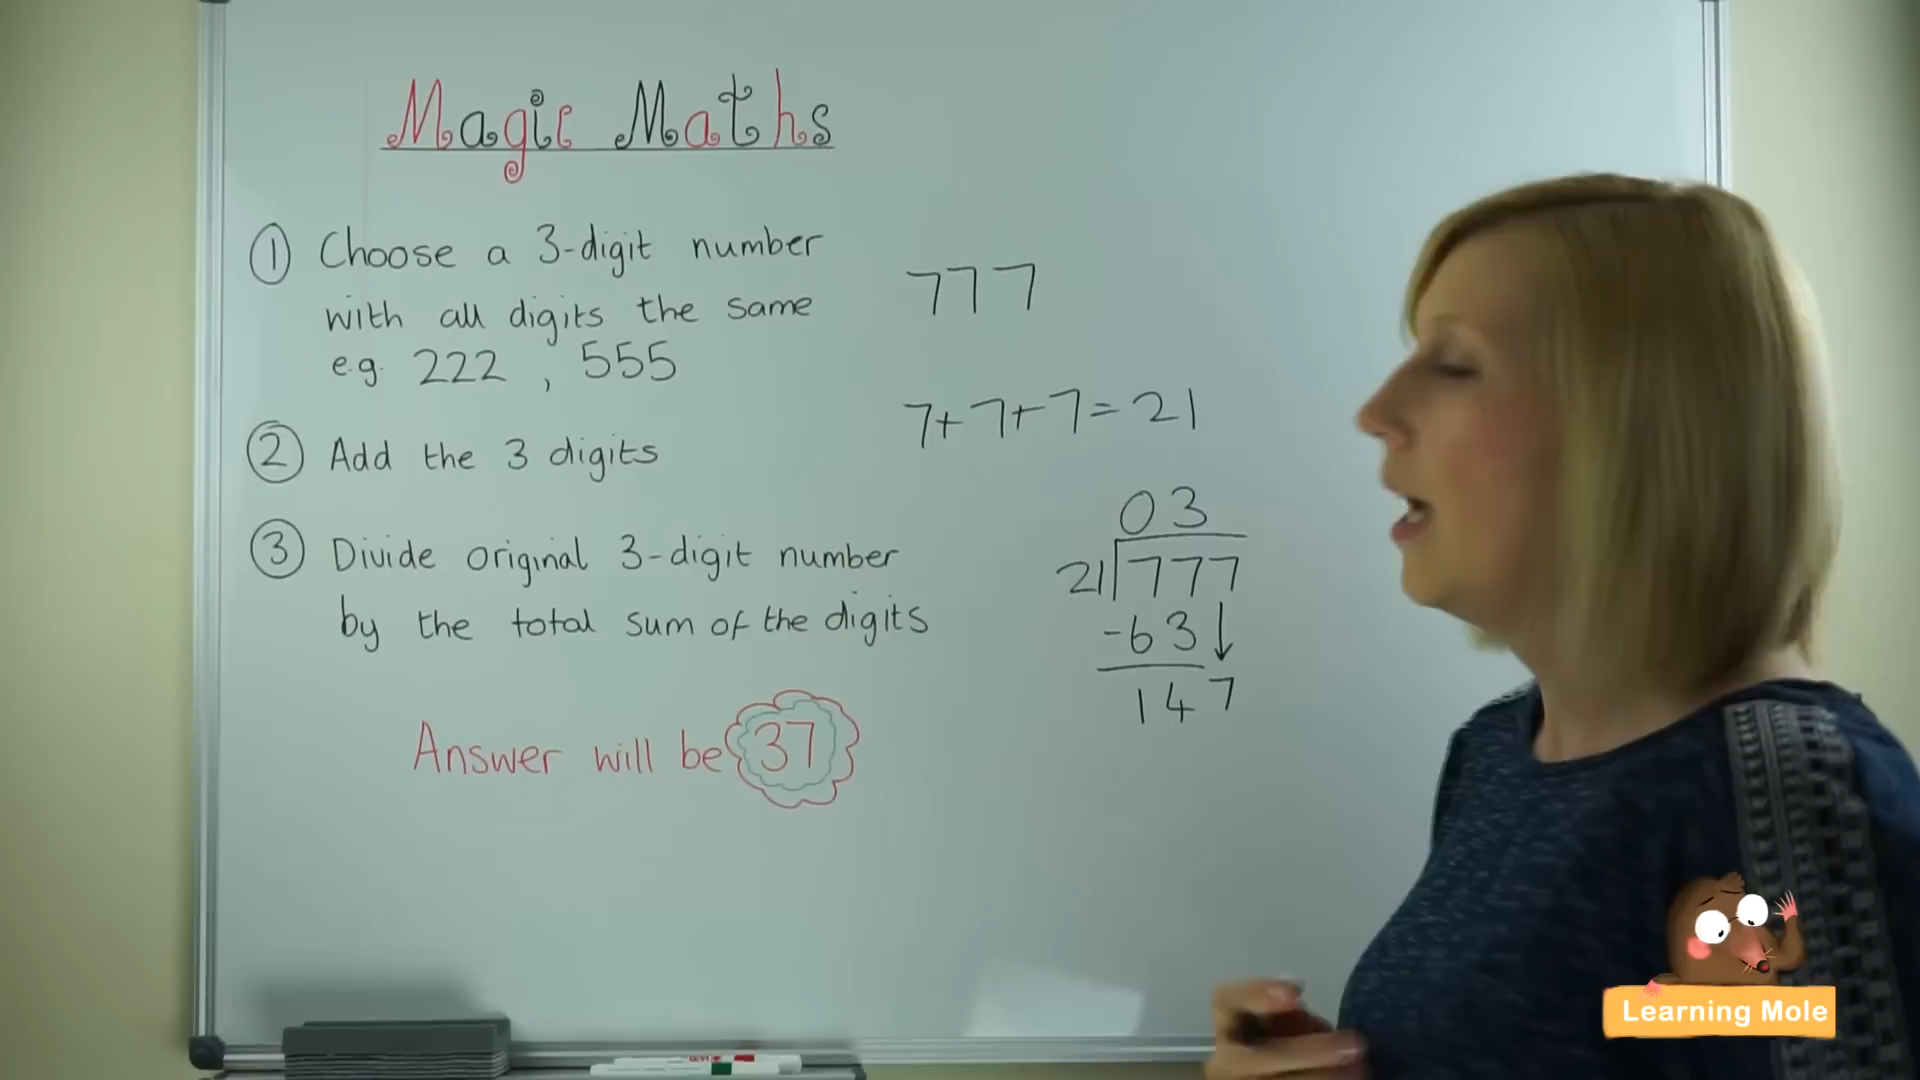 Magic Maths
① Choose a 3-digit number
with all digits the same
e.g. 222 , 555
② Add the 3 digits
③ Divide original 3-digit number
by the total sum of the digits
Answer will be 37
777
7+7+7=21
03
21 777
-63
147
Learning Mole